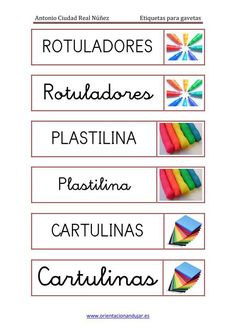 Antonio Ciudad Real Núñez Etiquetas para gavetas
ROTULADORES
Rotuladores
PLASTILINA
Plastilina
CARTULINAS
Cartulinas
www.orientacionandujar.es